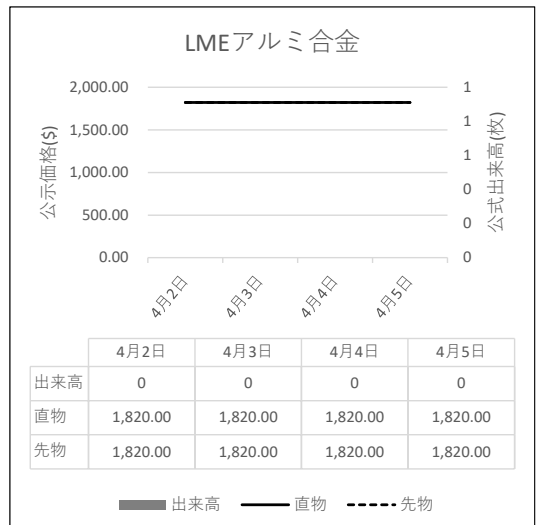 LMEアルミ合金
公示価格($)
2,000.00
1,500.00
1,000.00
500.00
0.00
1
1
1
0
0
0
公式出来高(枚)
4月2日
4月3日
4月4日
4月5日
4月2日 4月3日 4月4日 4月5日
出来高 0 0 0 0
直物 1,820.00 1,820.00 1,820.00 1,820.00
先物 1,820.00 1,820.00 1,820.00 1,820.00
出来高 直物 先物